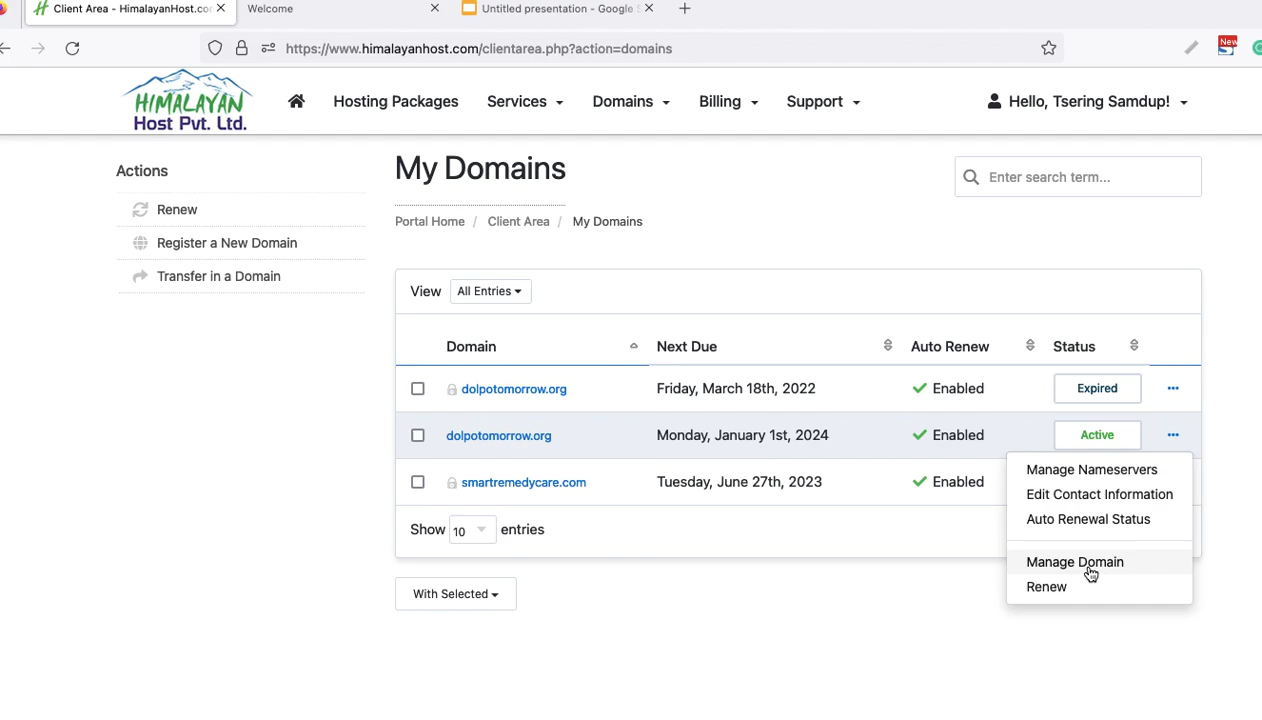 Client Area - HimalayanHost.co
Welcome
Untitled presentation - Google
https://www.himalayanhost.com/clientarea.php?action=domains
New
HIMALAYAN
Host Pvt. Ltd.
Hosting Packages
Services
Domains
Billing
Support
Hello, Tsering Samdup!
Actions
Renew
Register a New Domain
Transfer in a Domain
My Domains
Enter search term...
Portal Home / Client Area / My Domains
View All Entries
Domain Next Due Auto Renew Status
dolpotomorrow.org Friday, March 18th, 2022 Enabled Expired
dolpotomorrow.org Monday, January 1st, 2024 Enabled Active
smartremedycare.com Tuesday, June 27th, 2023 Enabled
Manage Nameservers
Edit Contact Information
Auto Renewal Status
Manage Domain
Renew
Show 10 entries
With Selected